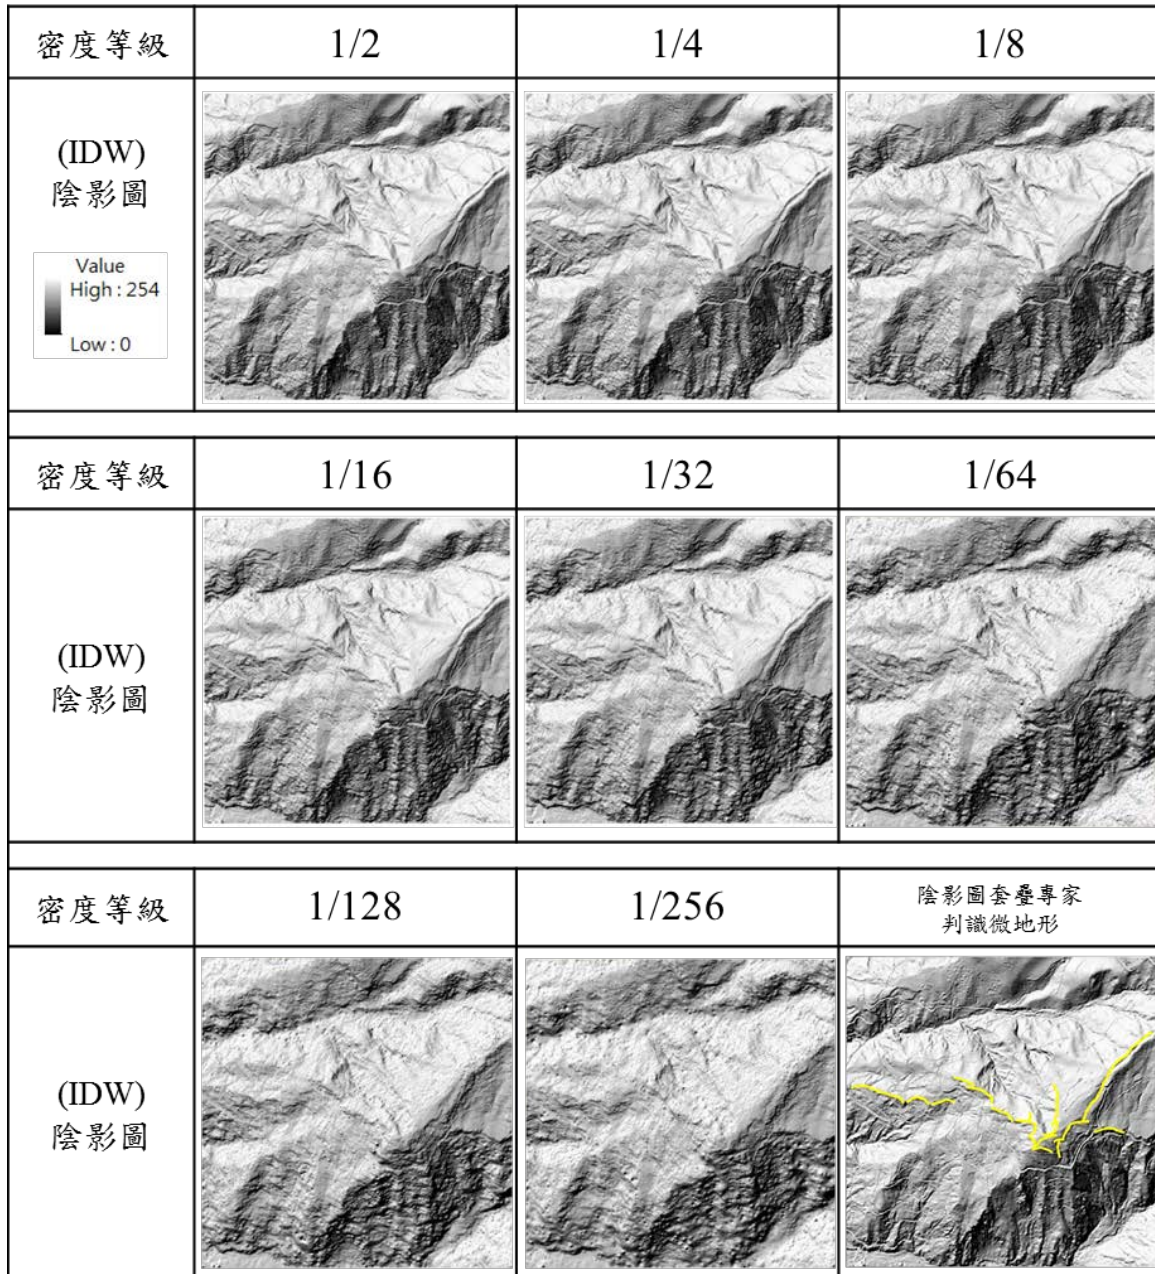 密度等級
1/2
1/4
1/8
(IDW)
陰影圖
Value
High : 254
Low : 0
密度等級
1/16
1/32
1/64
(IDW)
陰影圖
密度等級
1/128
1/256
陰影圖套疊專家
判識微地形
(IDW)
陰影圖